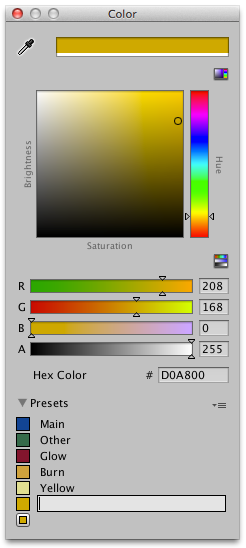 Color
Brightness
Hue
Saturation
R 208
G 168
B 0
A 255
Hex Color # D0A800
Presets
Main
Other
Glow
Burn
Yellow